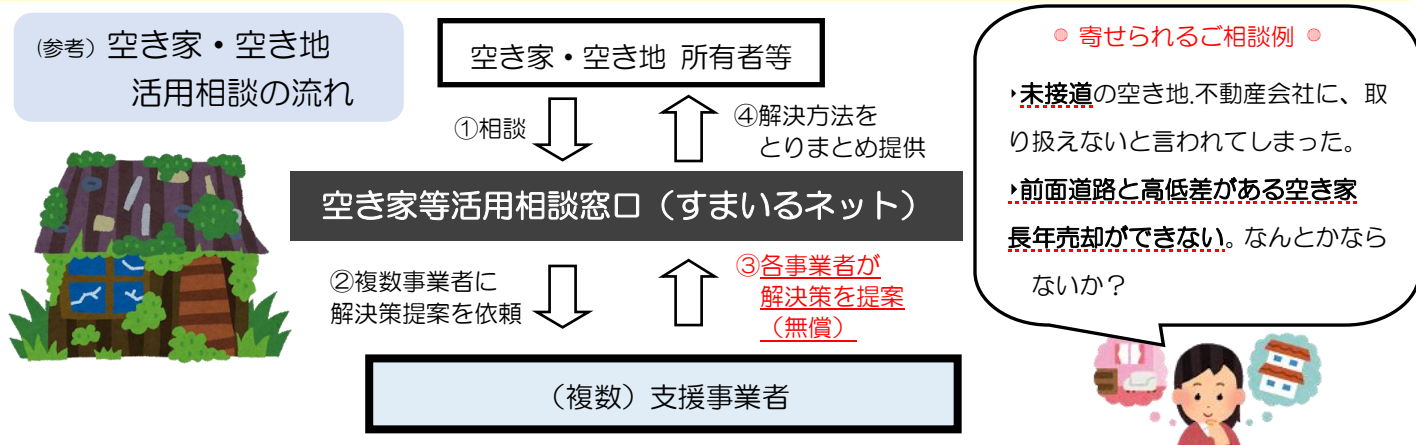 (参考) 空き家・空き地
活用相談の流れ
空き家・空き地 所有者等
①相談
④解決方法を
とりまとめ提供
空き家等活用相談窓口（すまいるネット）
②複数事業者に
解決策提案を依頼
③各事業者が
解決策を提案
（無償）
（複数）支援事業者
◎ 寄せられるご相談例 ◎
・未接道の空き地.不動産会社に、取
り扱えないと言われてしまった。
・前面道路と高低差がある空き家
長年売却ができない。なんとかなら
ないか？